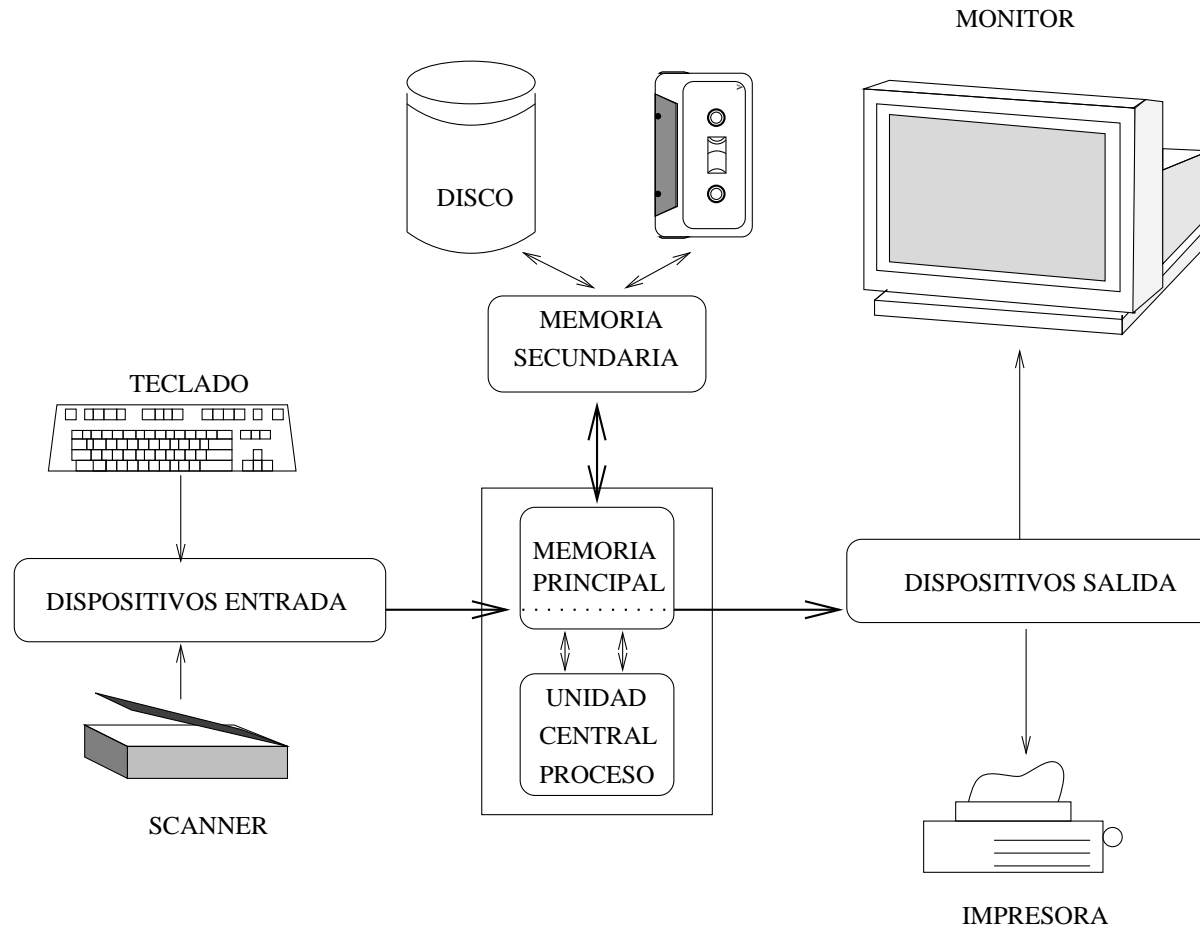 MONITOR
DISCO
MEMORIA
SECUNDARIA
TECLADO
DISPOSITIVOS ENTRADA
MEMORIA
PRINCIPAL
DISPOSITIVOS SALIDA
UNIDAD
CENTRAL
PROCESO
SCANNER
IMPRESORA